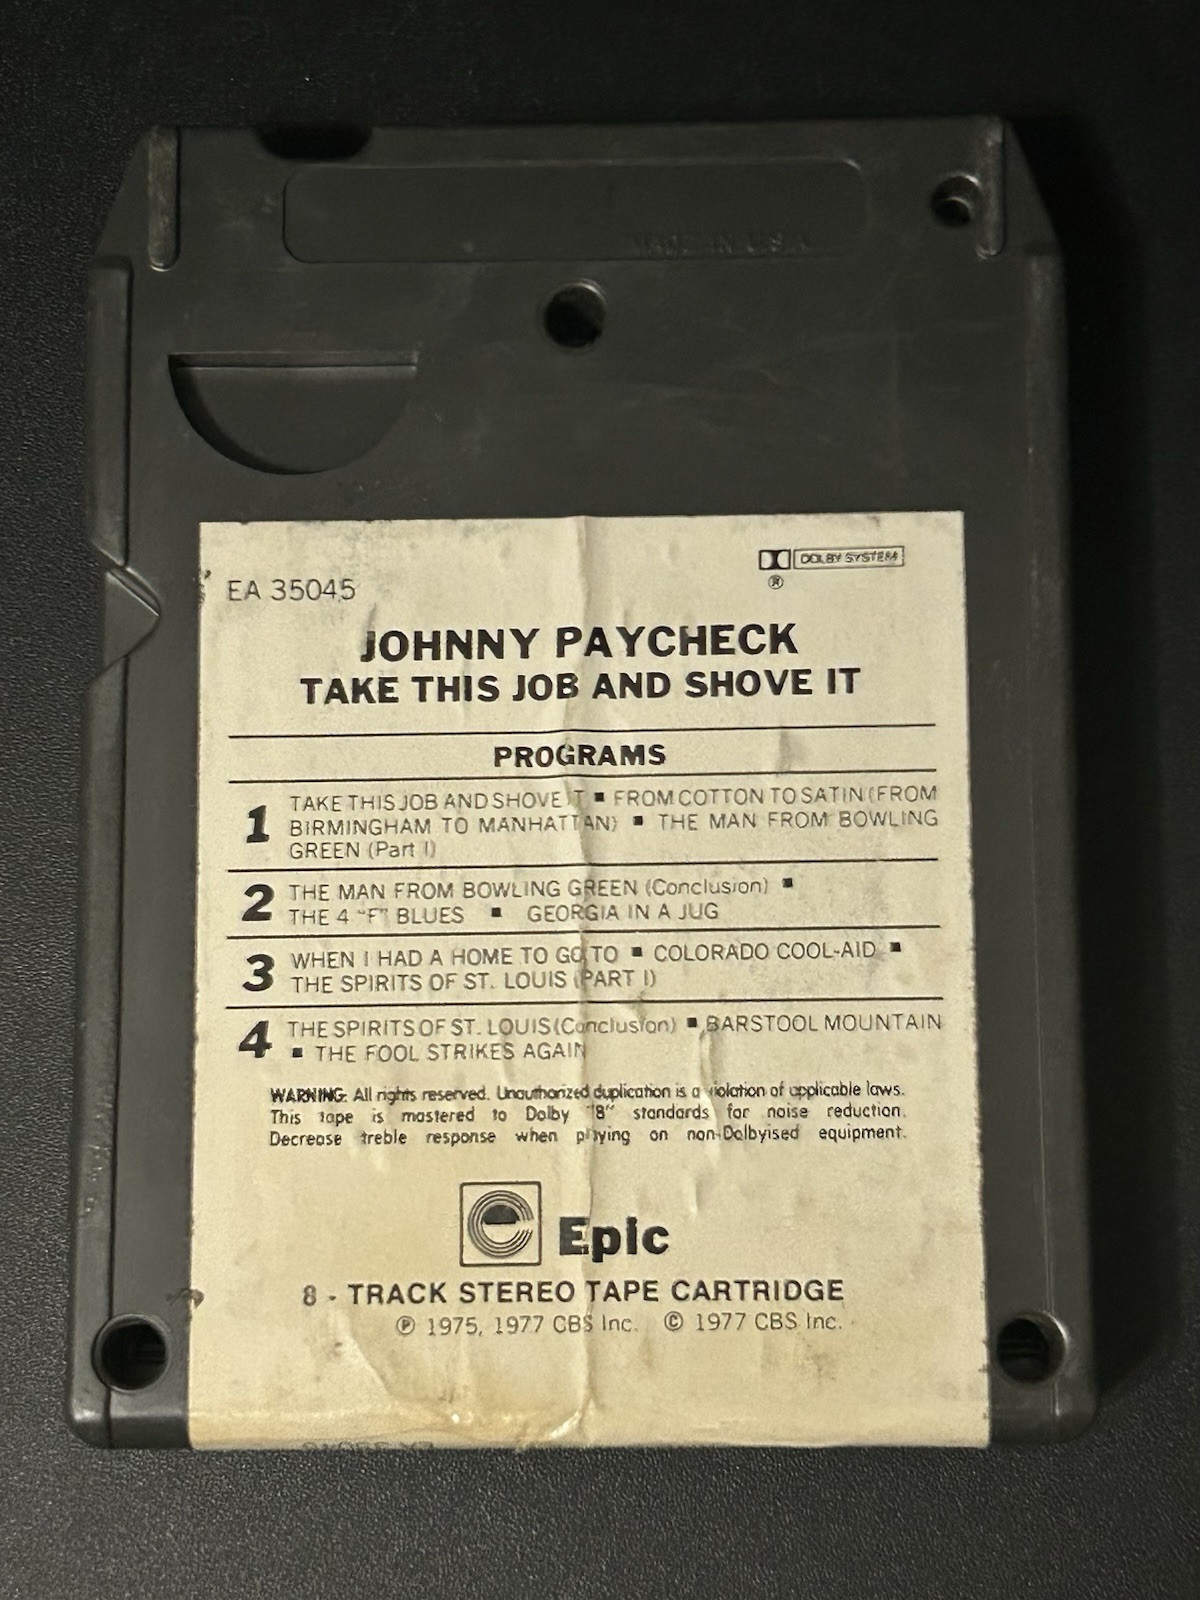 MADE IN U.S.A.
DOLBY SYSTEM
®
EA 35045
JOHNNY PAYCHECK
TAKE THIS JOB AND SHOVE IT
PROGRAMS
1 TAKE THIS JOB AND SHOVE IT ▪ FROM COTTON TO SATIN (FROM
BIRMINGHAM TO MANHATTAN) ▪ THE MAN FROM BOWLING
GREEN (Part I)
2 THE MAN FROM BOWLING GREEN (Conclusion) ▪
THE 4 "F" BLUES ▪ GEORGIA IN A JUG
3 WHEN I HAD A HOME TO GO TO ▪ COLORADO COOL-AID ▪
THE SPIRITS OF ST. LOUIS (PART I)
4 THE SPIRITS OF ST. LOUIS (Conclusion) ▪ BARSTOOL MOUNTAIN
▪ THE FOOL STRIKES AGAIN
WARNING: All rights reserved. Unauthorized duplication is a violation of applicable laws.
This tape is mastered to Dolby "B" standards for noise reduction.
Decrease treble response when playing on non-Dolbyised equipment.
Epic
8 - TRACK STEREO TAPE CARTRIDGE
℗ 1975, 1977 CBS Inc. © 1977 CBS Inc.